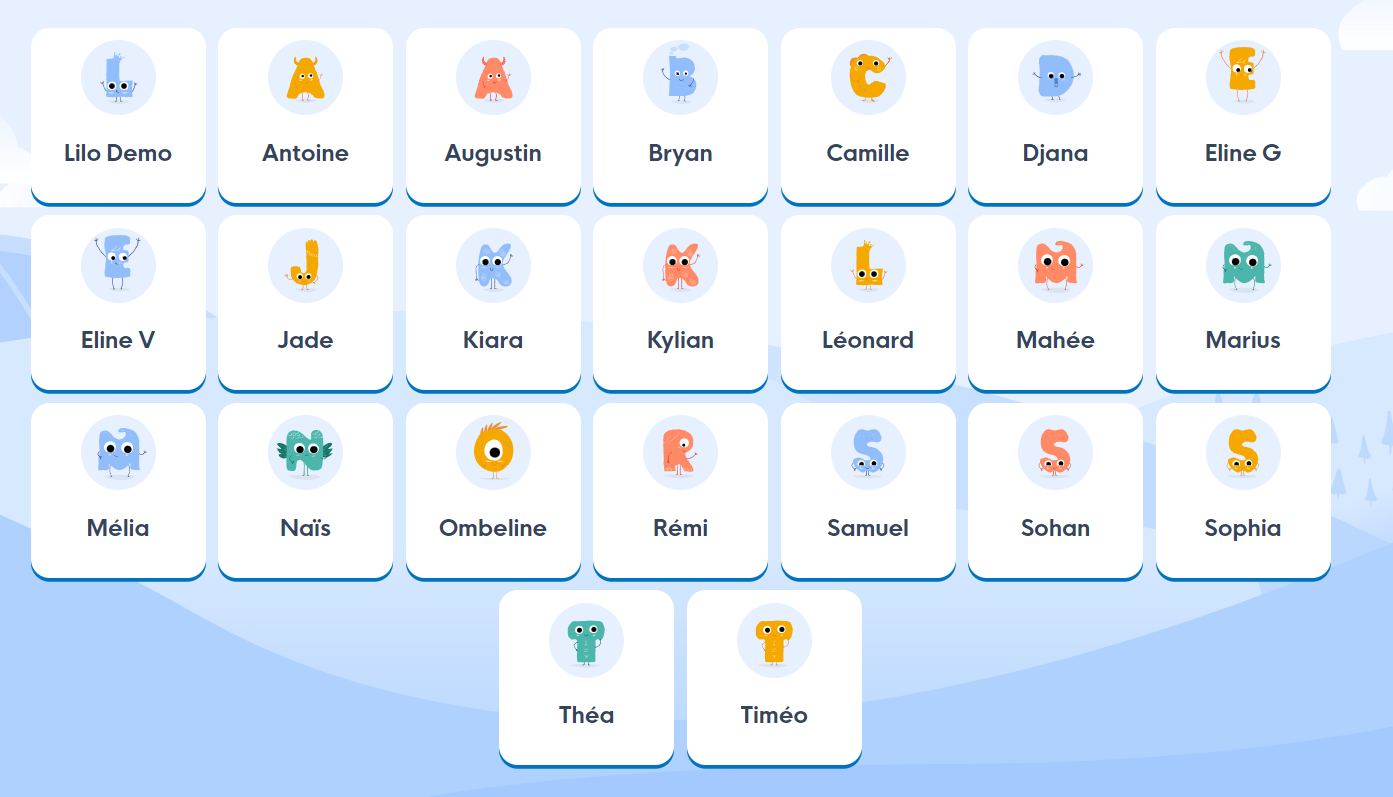 Lilo Demo
Antoine
Augustin
Bryan
Camille
Djana
Eline G
Eline V
Jade
Kiara
Kylian
Léonard
Mahée
Marius
Mélia
Naïs
Ombeline
Rémi
Samuel
Sohan
Sophia
Théa
Timéo